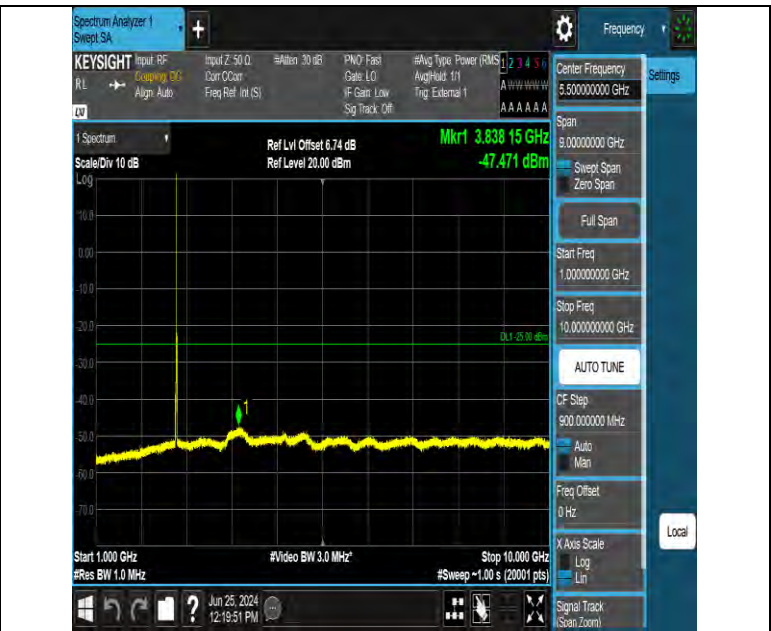 Spectrum Analyzer 1
Swept SA
+
Frequency
KEYSIGHT Input: RF
RL
Coupling: DC
Align: Auto
LXI
Input Z: 50 Ω
Corr CCorr
Freq Ref: Int (S)
#Atten: 30 dB
PNO: Fast
Gate: LO
IF Gain: Low
Sig Track: Off
#Avg Type: Power (RMS
Avg|Hold: 1/1
Trig: External 1
1 2 3 4 5 6
A W W W W W
A A A A A A
Center Frequency
5.500000000 GHz
Settings
1 Spectrum
Scale/Div 10 dB
Ref Lvl Offset 6.74 dB
Ref Level 20.00 dBm
Mkr1 3.838 15 GHz
-47.471 dBm
Span
9.00000000 GHz
Swept Span
Zero Span
Full Span
Start Freq
1.000000000 GHz
Stop Freq
10.000000000 GHz
AUTO TUNE
CF Step
900.000000 MHz
Auto
Man
Freq Offset
0 Hz
X Axis Scale
Log
Lin
Local
Signal Track
(Span Zoom)
Log
10.0
0.00
-10.0
-20.0
DL1 -25.00 dBm
-30.0
-40.0
1
-50.0
-60.0
-70.0
Start 1.000 GHz
#Res BW 1.0 MHz
#Video BW 3.0 MHz*
Stop 10.000 GHz
#Sweep ~1.00 s (20001 pts)
?
Jun 25, 2024
12:19:51 PM